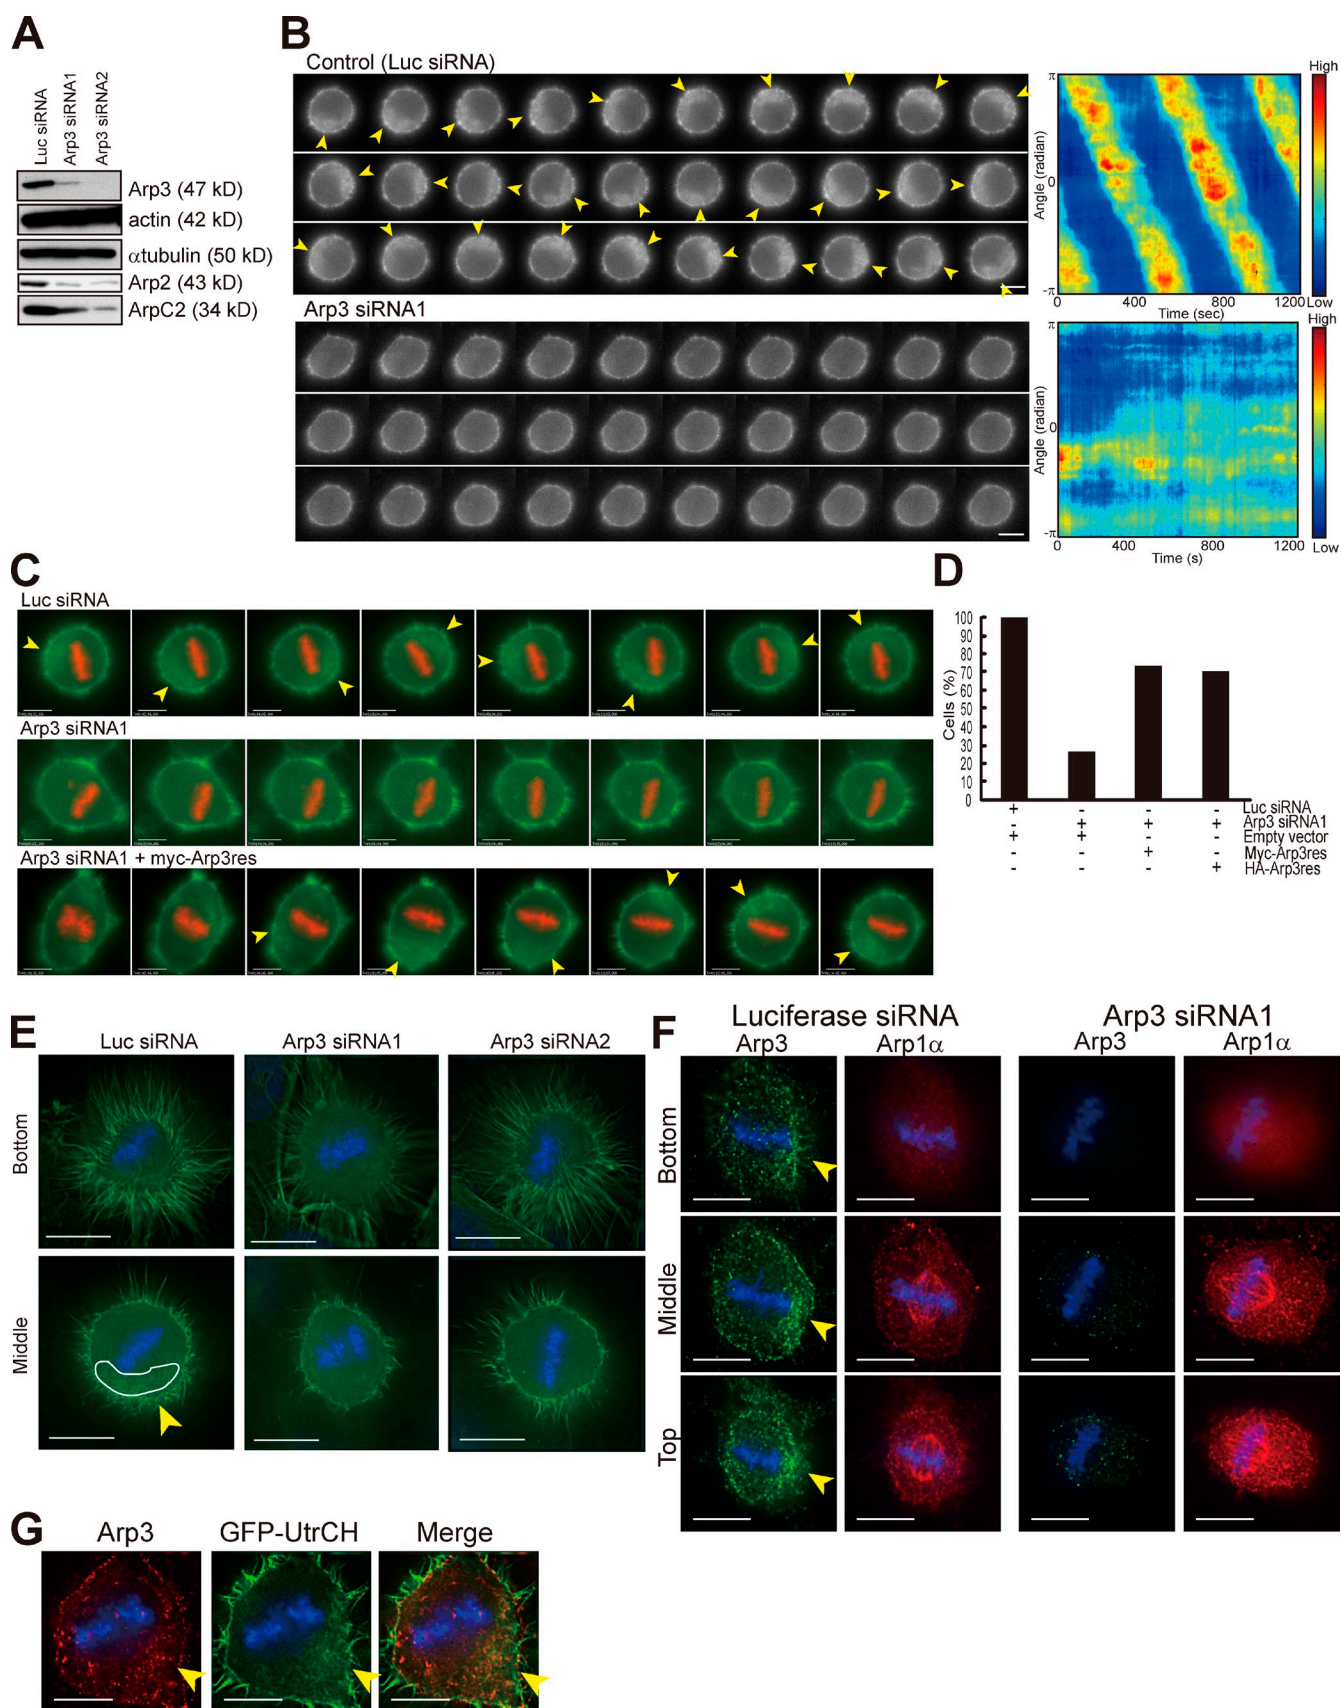 A
Luc siRNA
Arp3 siRNA1
Arp3 siRNA2
Arp3 (47 kD)
actin (42 kD)
αtubulin (50 kD)
Arp2 (43 kD)
ArpC2 (34 kD)
B
Control (Luc siRNA)
High
π
Angle (radian)
0
-π
0 400 800 1200
Low
Time (sec)
Arp3 siRNA1
High
π
Angle (radian)
0
-π
0 400 800 1200
Low
Time (s)
C
Luc siRNA
Arp3 siRNA1
Arp3 siRNA1 + myc-Arp3res
D
Cells (%)
100
90
80
70
60
50
40
30
20
10
0
+ - - - Luc siRNA
- + + + Arp3 siRNA1
+ + - - Empty vector
- - + - Myc-Arp3res
- - - + HA-Arp3res
E
Luc siRNA
Arp3 siRNA1
Arp3 siRNA2
Bottom
Middle
F
Luciferase siRNA
Arp3 siRNA1
Arp3
Arp1α
Arp3
Arp1α
Bottom
Middle
Top
G
Arp3
GFP-UtrCH
Merge